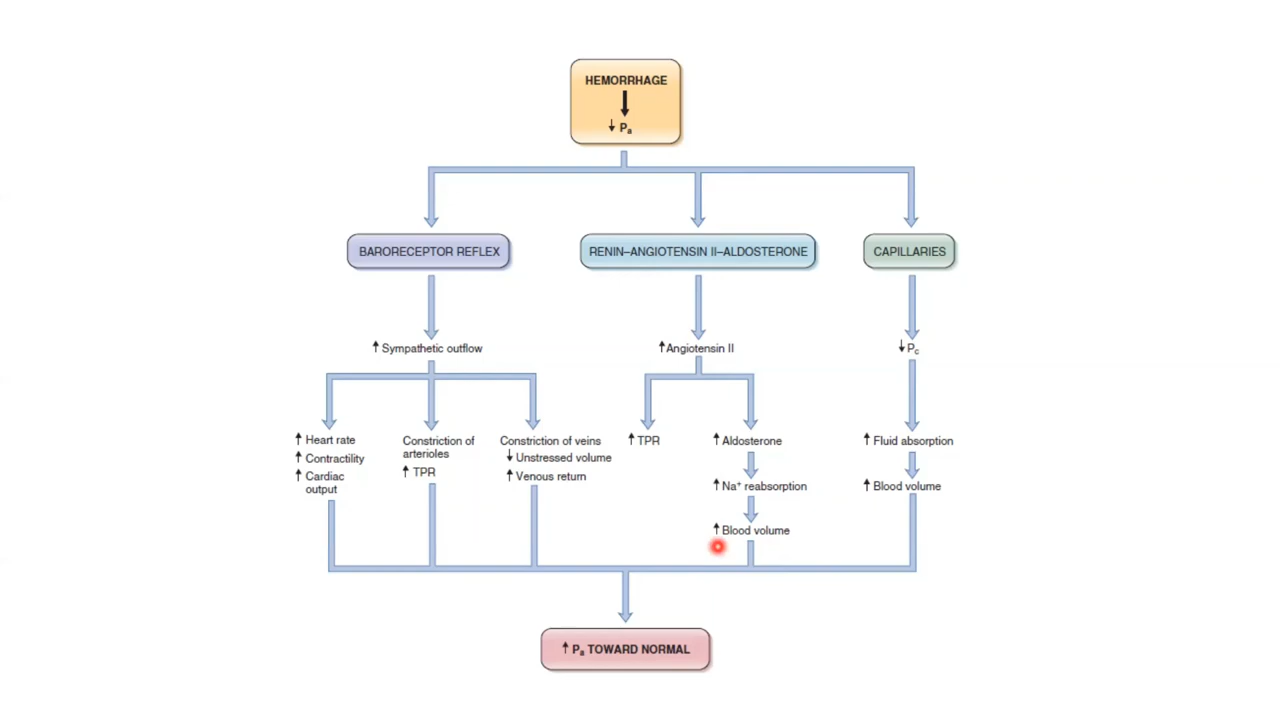 HEMORRHAGE
↓ Pa
BARORECEPTOR REFLEX
RENIN–ANGIOTENSIN II–ALDOSTERONE
CAPILLARIES
↑ Sympathetic outflow
↑ Angiotensin II
↓ Pc
↑ Heart rate
↑ Contractility
↑ Cardiac
output
Constriction of
arterioles
↑ TPR
Constriction of veins
↓ Unstressed volume
↑ Venous return
↑ TPR
↑ Aldosterone
↑ Na⁺ reabsorption
↑ Blood volume
↑ Fluid absorption
↑ Blood volume
↑ Pa TOWARD NORMAL